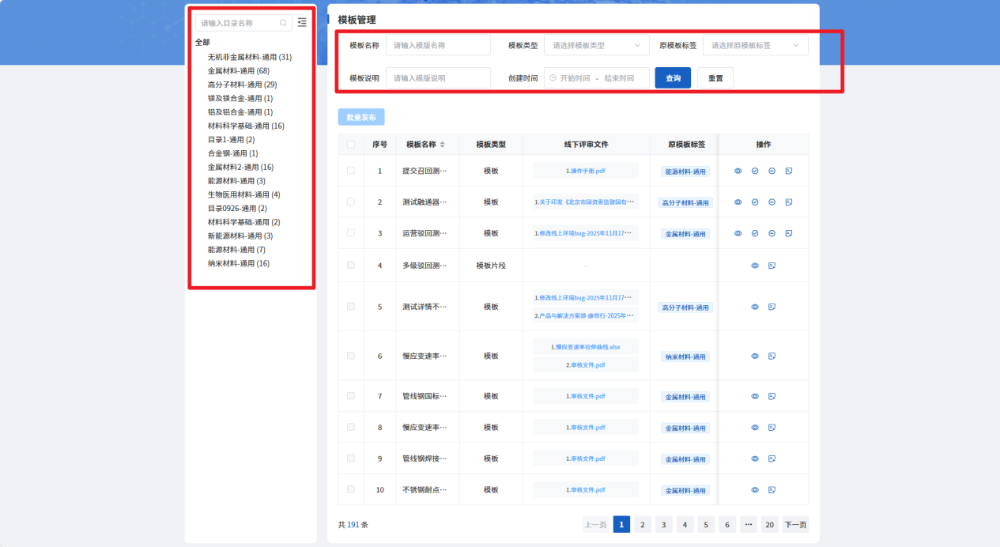 请输入目录名称
全部
无机非金属材料-通用 (31)
金属材料-通用 (68)
高分子材料-通用 (29)
镁及镁合金-通用 (1)
铝及铝合金-通用 (1)
材料科学基础-通用 (16)
目录1-通用 (2)
合金钢-通用 (1)
金属材料2-通用 (16)
能源材料-通用 (3)
生物医用材料-通用 (4)
目录0926-通用 (2)
材料科学基础-通用 (2)
新能源材料-通用 (3)
能源材料-通用 (7)
纳米材料-通用 (16)
模板管理
模板名称 请输入模版名称 模板类型 请选择模板类型 原模板标签 请选择原模板标签
模板说明 请输入模版说明 创建时间 开始时间 - 结束时间 查询 重置
批量发布
序号 模板名称 模板类型 线下评审文件 原模板标签 操作
1 提交召回测… 模板 1.操作手册.pdf 能源材料-通用
2 测试融通器… 模板 1.关于印发《北京市国资委监管国有… 高分子材料-通用
3 运营驳回测… 模板 1.修改线上环境bug-2025年11月17… 金属材料-通用
4 多级驳回测… 模板片段 -
5 测试详情不… 模板 1.修改线上环境bug-2025年11月17… 高分子材料-通用
2.产品与解决方案部-康世行-2025年…
6 慢应变速率… 模板 1.慢应变速率拉伸曲线.xlsx 纳米材料-通用
2.审核文件.pdf
7 管线钢国标… 模板 1.审核文件.pdf 金属材料-通用
8 慢应变速率… 模板 1.审核文件.pdf 金属材料-通用
9 管线钢焊接… 模板 1.审核文件.pdf 金属材料-通用
10 不锈钢耐点… 模板 1.审核文件.pdf 金属材料-通用
共 191 条 上一页 1 2 3 4 5 6 … 20 下一页